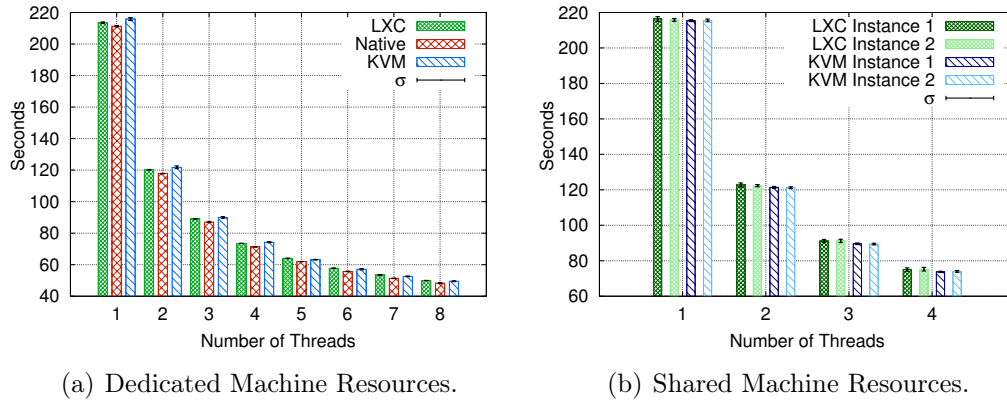 220
200
180
160
140
120
100
80
60
40
Seconds
LXC
Native
KVM
σ
1 2 3 4 5 6 7 8
Number of Threads
(a) Dedicated Machine Resources.
220
200
180
160
140
120
100
80
60
Seconds
LXC Instance 1
LXC Instance 2
KVM Instance 1
KVM Instance 2
σ
1 2 3 4
Number of Threads
(b) Shared Machine Resources.